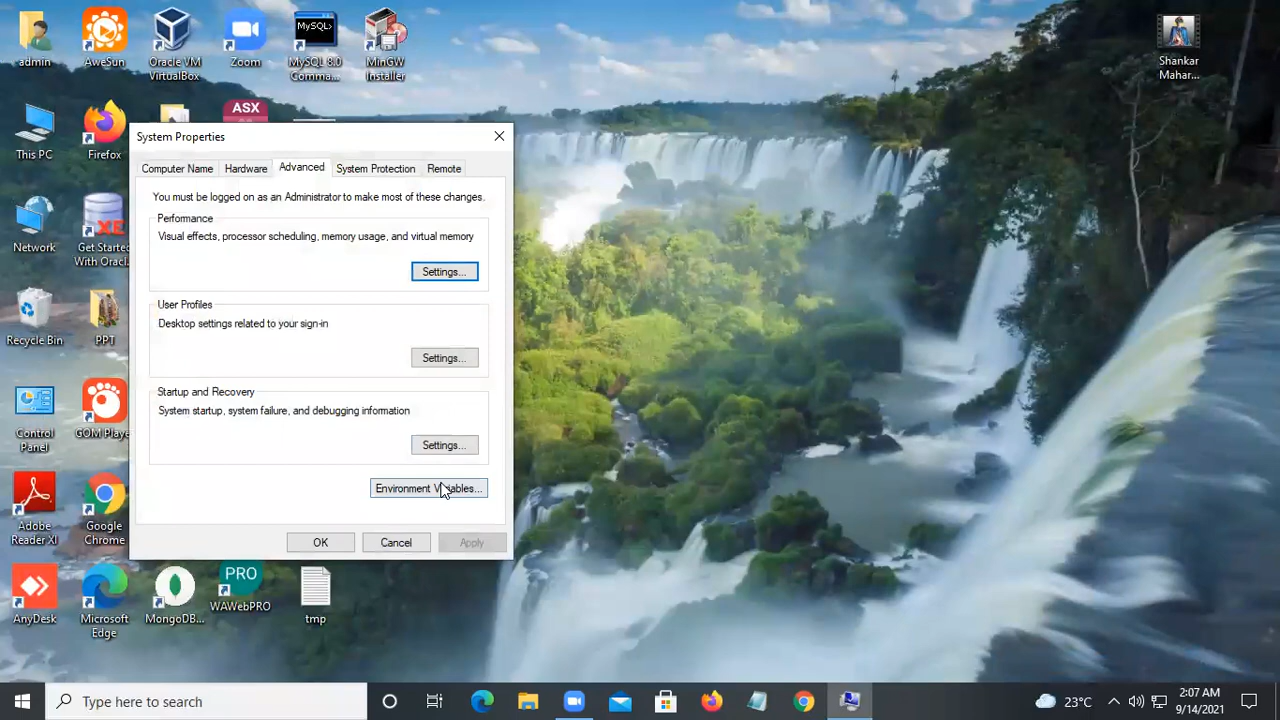 admin
AweSun
Oracle VM
VirtualBox
Zoom
MySQL>
MySQL 8.0
Comma...
MinGW
Installer
Shankar
Mahar...
This PC
Firefox
ASX
System Properties
Computer Name
Hardware
Advanced
System Protection
Remote
You must be logged on as an Administrator to make most of these changes.
Performance
Visual effects, processor scheduling, memory usage, and virtual memory
Settings...
User Profiles
Desktop settings related to your sign-in
Settings...
Startup and Recovery
System startup, system failure, and debugging information
Settings...
Environment Variables...
OK
Cancel
Apply
Network
XE
Get Started
With Oracl...
Recycle Bin
PPT
Control
Panel
GOM Playe
Adobe
Reader XI
Google
Chrome
AnyDesk
Microsoft
Edge
MongoDB...
PRO
WAWebPRO
tmp
Type here to search
23°C
2:07 AM
9/14/2021